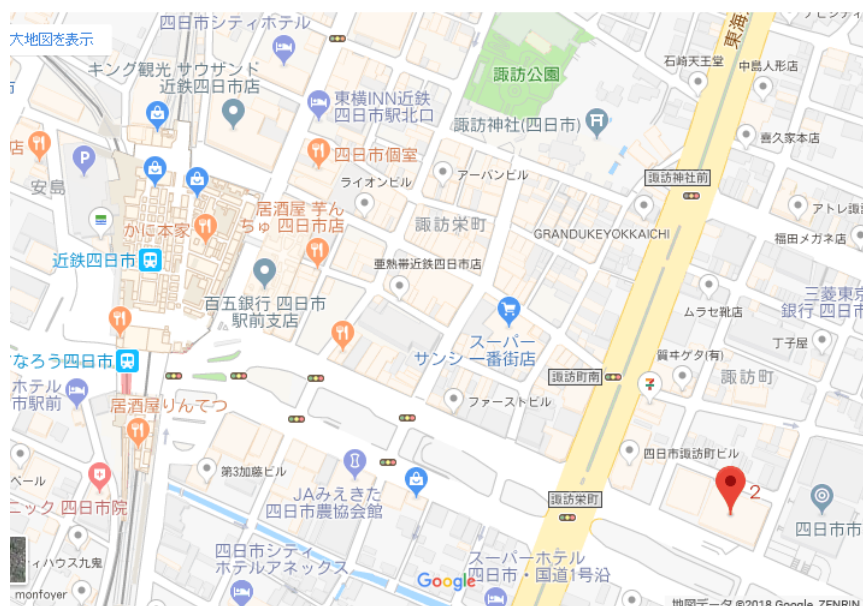 大地図を表示
四日市シティホテル
東海
キング観光 サウザンド
近鉄四日市店
諏訪公園
石崎天王堂
中島人形店
東横INN近鉄
四日市駅北口
諏訪神社(四日市)
喜久家本店
店
四日市個室
安島
ライオンビル
アーバンビル
諏訪神社前
アトレ諏
居酒屋 芋ん
ちゅ 四日市店
かに本家
諏訪栄町
GRANDUKEYOKKAICHI
福田メガネ店
近鉄四日市
亜熱帯近鉄四日市店
百五銀行 四日市
駅前支店
三菱東京
銀行 四日市
ムラセ靴店
スーパー
サンシ 一番街店
丁子屋
なろう四日市
質キゲタ(有)
諏訪町南
諏訪町
ホテル
市駅前
居酒屋りんてつ
ファーストビル
四日市諏訪町ビル
ベール
第3加藤ビル
2
ニック 四日市院
JAみえきた
四日市農協会館
諏訪栄町
四日市市
ィハウス九鬼
四日市シティ
ホテルアネックス
スーパーホテル
四日市・国道1号沿
Google
montoyer
地図データ ©2018 Google, ZENRIN